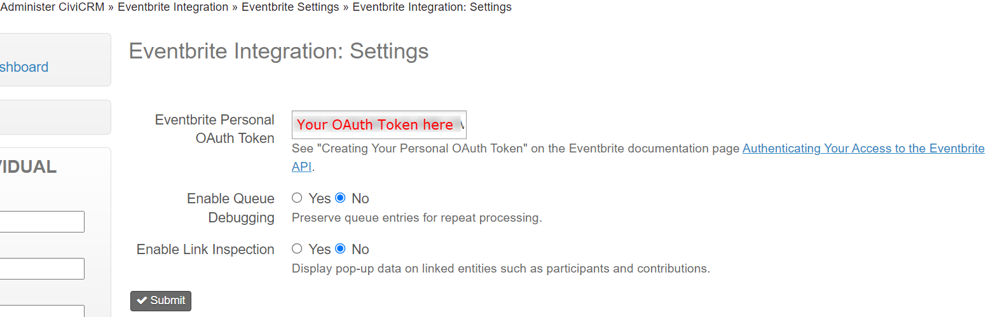 Administer CiviCRM » Eventbrite Integration » Eventbrite Settings » Eventbrite Integration: Settings
shboard
Eventbrite Integration: Settings
VIDUAL
Eventbrite Personal
OAuth Token
Your OAuth Token here
See "Creating Your Personal OAuth Token" on the Eventbrite documentation page Authenticating Your Access to the Eventbrite
API.
Enable Queue
Debugging
Yes No
Preserve queue entries for repeat processing.
Enable Link Inspection
Yes No
Display pop-up data on linked entities such as participants and contributions.
Submit